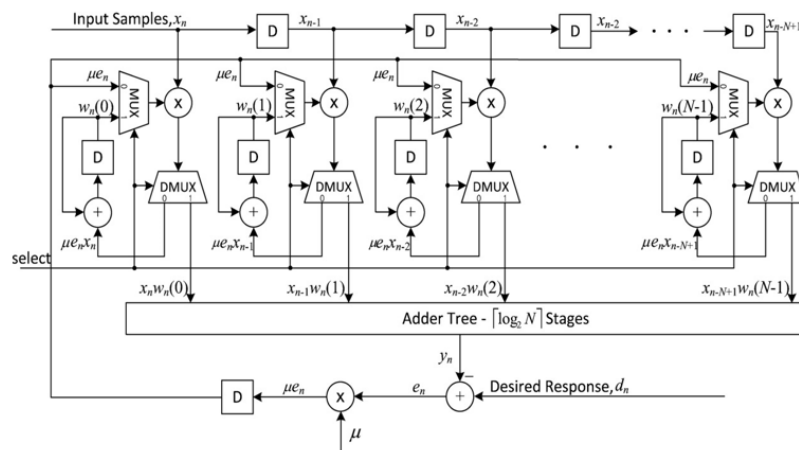 Input Samples, xₙ D xₙ₋₁ D xₙ₋₂ D xₙ₋₂ . . . D xₙ₋N₊₁
μeₙ 0 MUX 1 X μeₙ 0 MUX 1 X μeₙ 0 MUX 1 X μeₙ 0 MUX 1 X
wₙ(0) wₙ(1) wₙ(2) wₙ(N-1)
D D D . . . D
DMUX 0 1 DMUX 0 1 DMUX 0 1 DMUX 0 1
+ + + +
μeₙxₙ μeₙxₙ₋₁ μeₙxₙ₋₂ μeₙxₙ₋N₊₁
select
xₙwₙ(0) xₙ₋₁wₙ(1) xₙ₋₂wₙ(2) xₙ₋N₊₁wₙ(N-1)
Adder Tree - ⌈log₂ N⌉ Stages
yₙ
D μeₙ X eₙ + − Desired Response, dₙ
μ